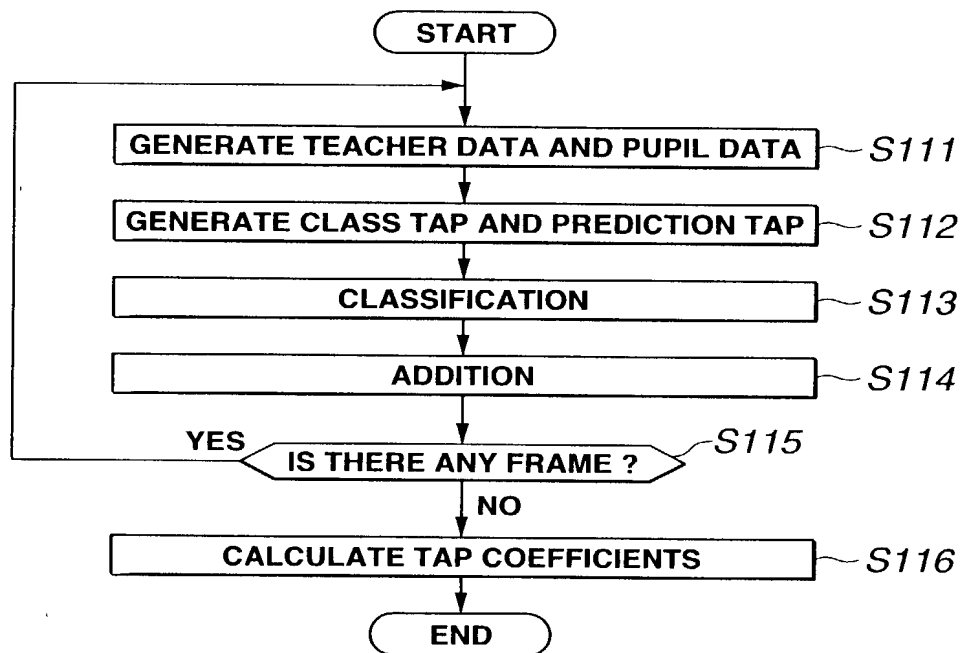 START
GENERATE TEACHER DATA AND PUPIL DATA S111
GENERATE CLASS TAP AND PREDICTION TAP S112
CLASSIFICATION S113
ADDITION S114
YES
IS THERE ANY FRAME ? S115
NO
CALCULATE TAP COEFFICIENTS S116
END